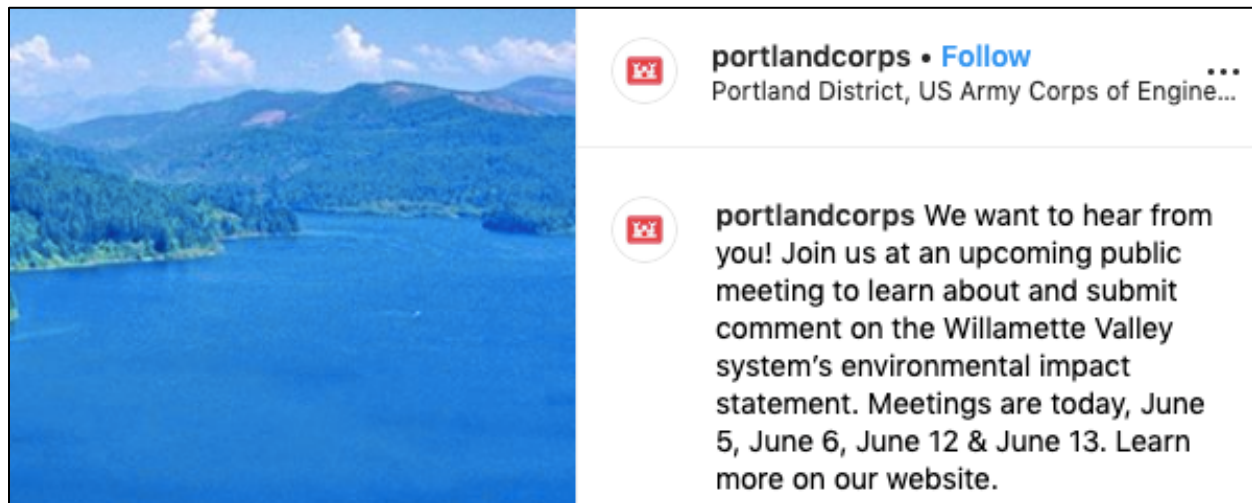 portlandcorps • Follow
Portland District, US Army Corps of Engine...
portlandcorps We want to hear from
you! Join us at an upcoming public
meeting to learn about and submit
comment on the Willamette Valley
system's environmental impact
statement. Meetings are today, June
5, June 6, June 12 & June 13. Learn
more on our website.